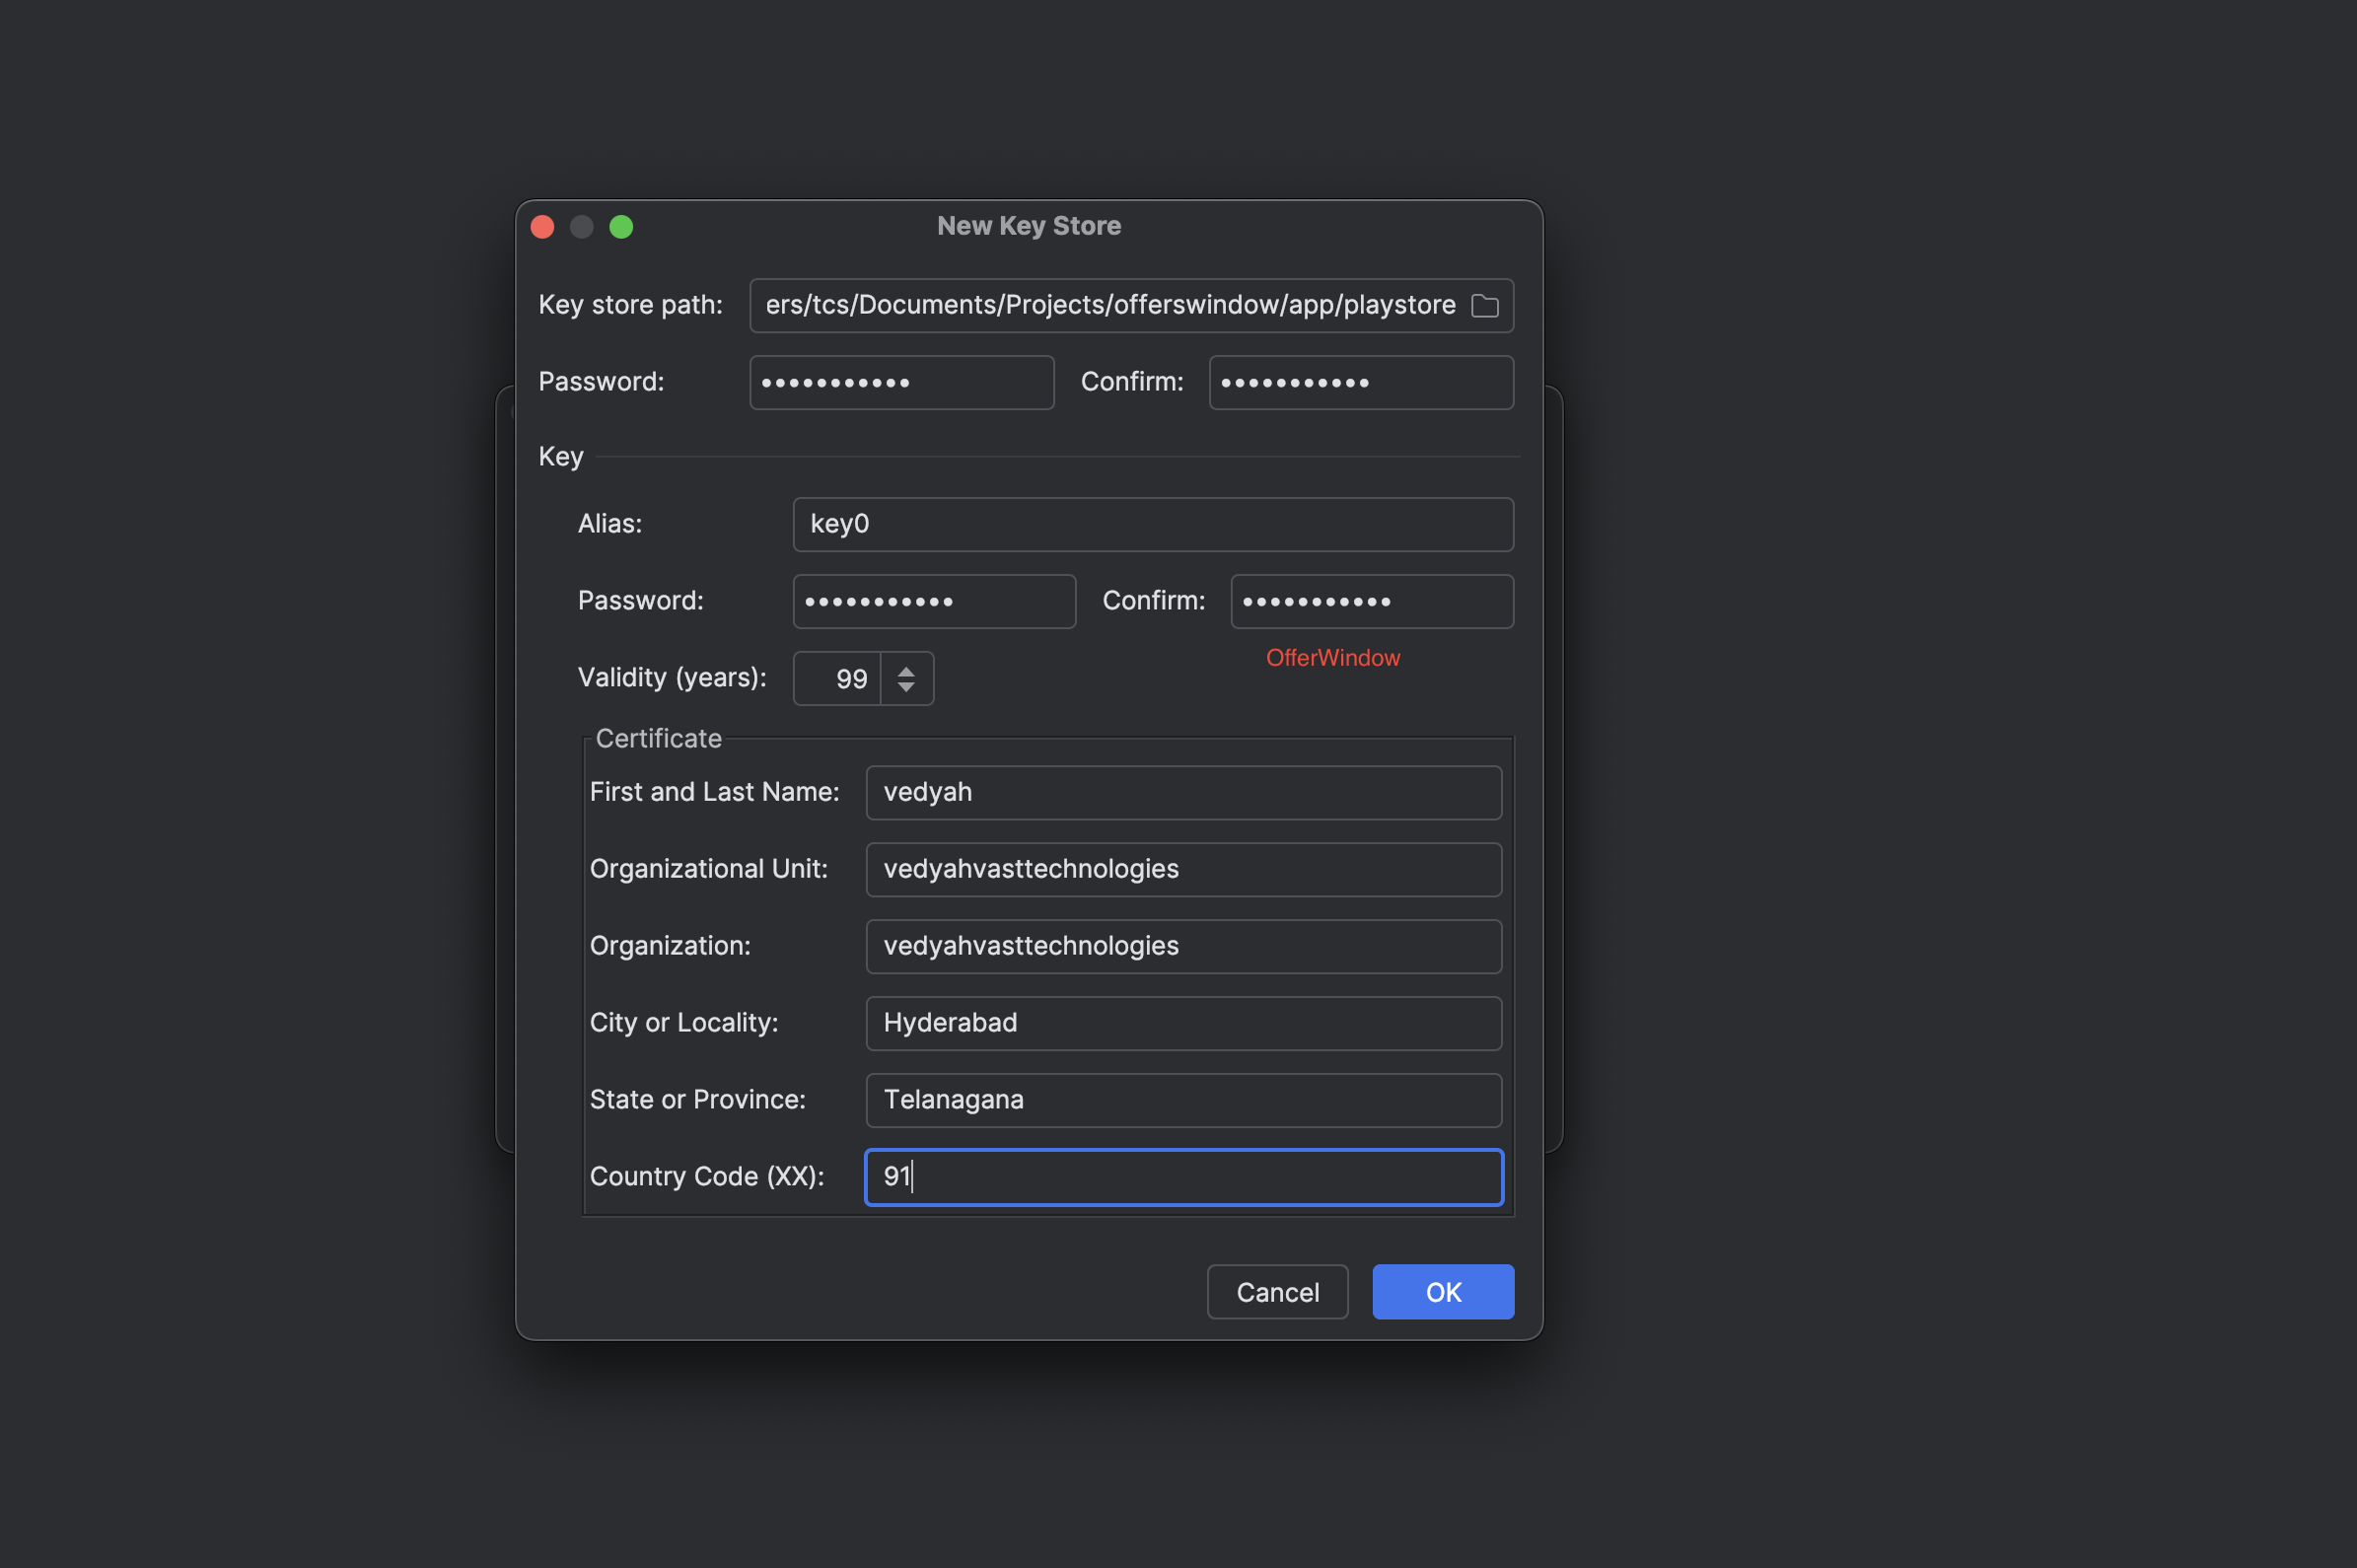 New Key Store
Key store path: ers/tcs/Documents/Projects/offerswindow/app/playstore
Password: ••••••••••• Confirm: •••••••••••
Key
Alias: key0
Password: ••••••••••• Confirm: •••••••••••
OfferWindow
Validity (years): 99
Certificate
First and Last Name: vedyah
Organizational Unit: vedyahvasttechnologies
Organization: vedyahvasttechnologies
City or Locality: Hyderabad
State or Province: Telanagana
Country Code (XX): 91
Cancel OK